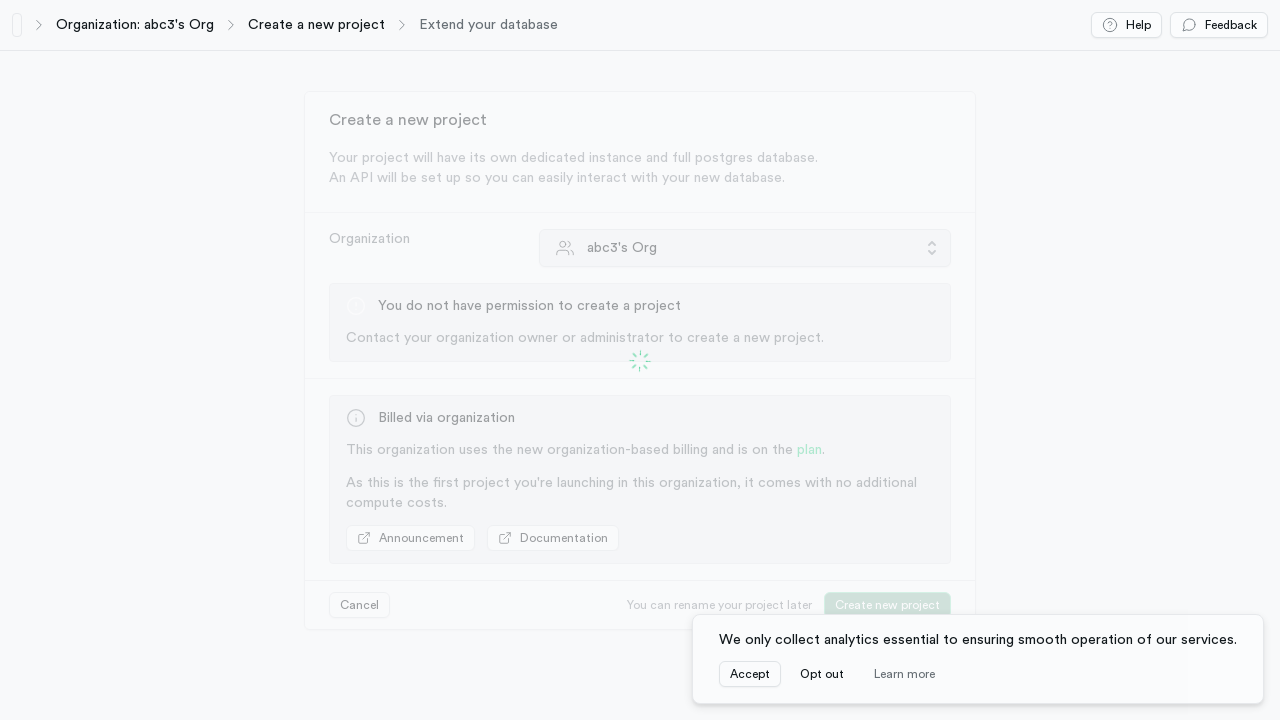 Organization: abc3's Org
Create a new project
Extend your database
Help
Feedback
Create a new project
Your project will have its own dedicated instance and full postgres database.
An API will be set up so you can easily interact with your new database.
Organization
abc3's Org
You do not have permission to create a project
Contact your organization owner or administrator to create a new project.
Billed via organization
This organization uses the new organization-based billing and is on the plan.
As this is the first project you're launching in this organization, it comes with no additional
compute costs.
Announcement
Documentation
Cancel
You can rename your project later
Create new project
We only collect analytics essential to ensuring smooth operation of our services.
Accept
Opt out
Learn more